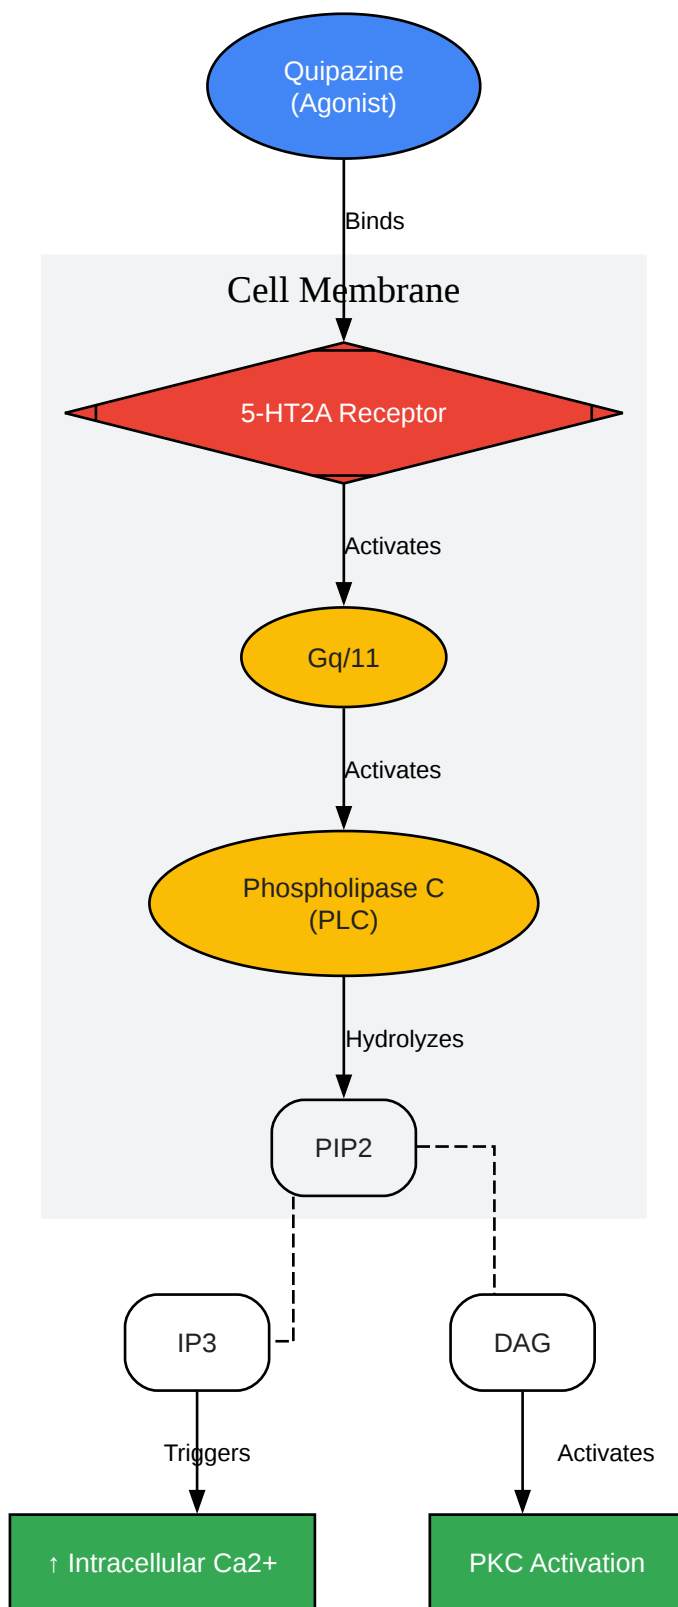 Quipazine
(Agonist)
Binds
Cell Membrane
5-HT2A Receptor
Activates
Gq/11
Activates
Phospholipase C
(PLC)
Hydrolyzes
PIP2
IP3
DAG
Triggers
Activates
↑ Intracellular Ca2+
PKC Activation